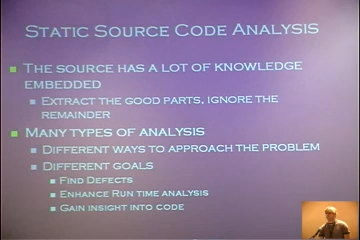 STATIC SOURCE CODE ANALYSIS
THE SOURCE HAS A LOT OF KNOWLEDGE
EMBEDDED
EXTRACT THE GOOD PARTS, IGNORE THE
REMAINDER
MANY TYPES OF ANALYSIS
DIFFERENT WAYS TO APPROACH THE PROBLEM
DIFFERENT GOALS
FIND DEFECTS
ENHANCE RUN TIME ANALYSIS
GAIN INSIGHT INTO CODE